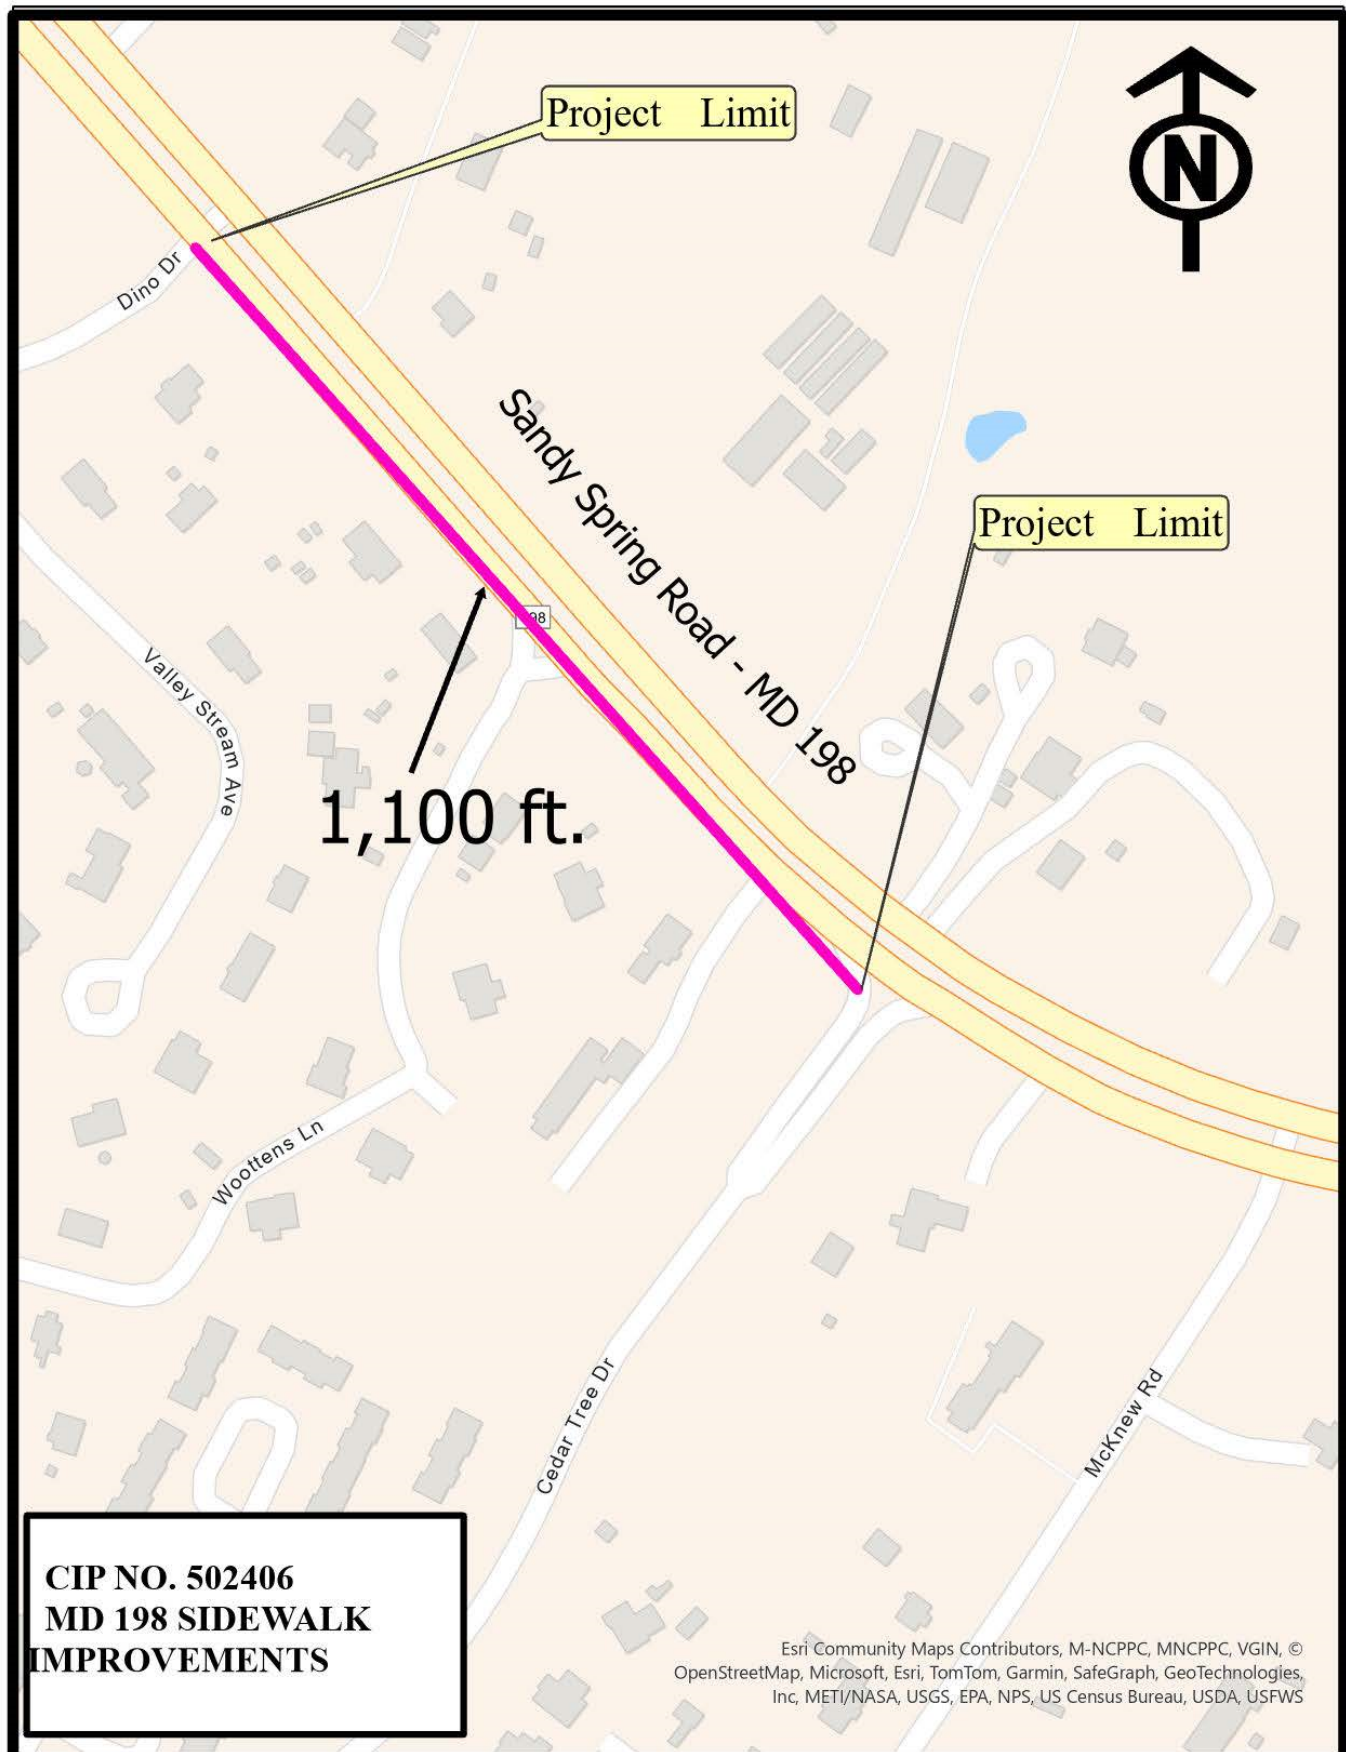 Project Limit
N
Dino Dr
Sandy Spring Road - MD 198
Project Limit
98
Valley Stream Ave
1,100 ft.
Woottens Ln
Cedar Tree Dr
McKnew Rd
CIP NO. 502406
MD 198 SIDEWALK
IMPROVEMENTS
Esri Community Maps Contributors, M-NCPPC, MNCPPC, VGIN, ©
OpenStreetMap, Microsoft, Esri, TomTom, Garmin, SafeGraph, GeoTechnologies,
Inc, METI/NASA, USGS, EPA, NPS, US Census Bureau, USDA, USFWS